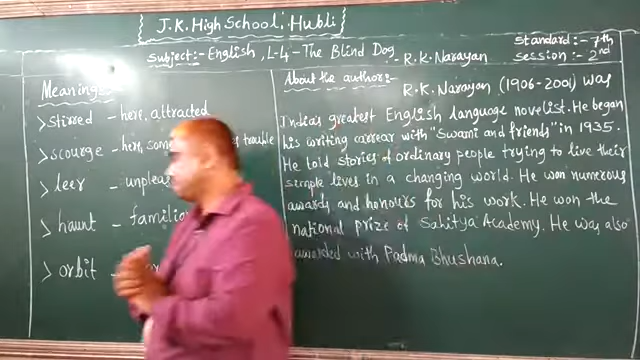 J.K. High School : Hubli
Subject:- English, L-4- The Blind Dog - R.K. Narayan
Standard:- 7th
Session:- 2nd
Meanings:-
> Stirred - here, attracted
> scourge - here, trouble
> leer -
> haunt -
> orbit -
About the author:-
R.K. Narayan (1906-2001) was
India's greatest English language novelist. He began
his writing carrear with "Swami and friends" in 1935.
He told stories of ordinary people trying to live their
simple lives in a changing world. He won numerous
awards and honours for his work. He won the
national prize of Sahitya Academy. He was also
awarded with Padma Bhushana.